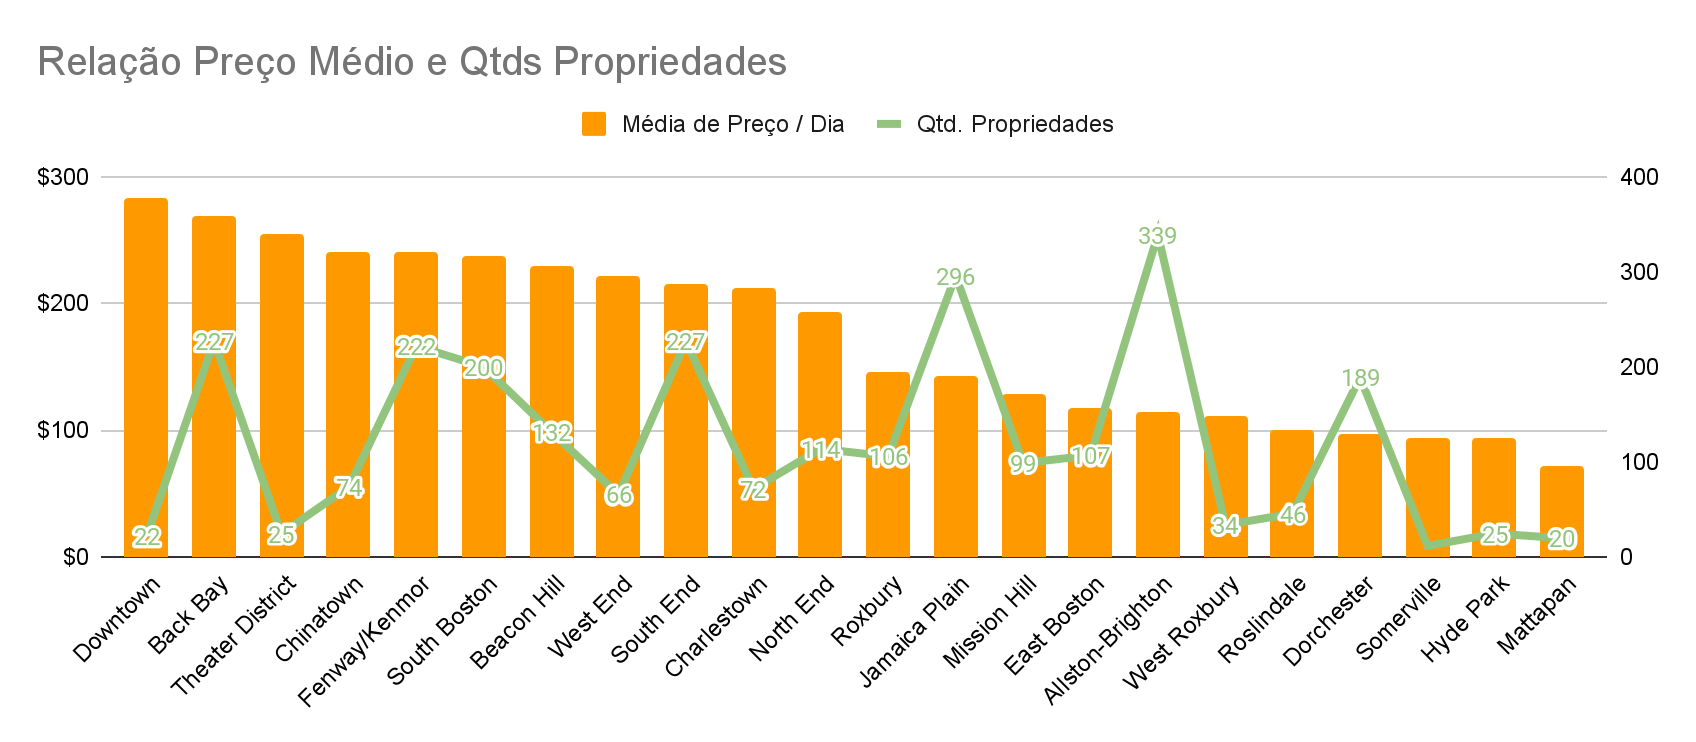 Relação Preço Médio e Qtds Propriedades
Média de Preço / Dia
Qtd. Propriedades
$300
$200
$100
$0
400
300
200
100
0
22
227
25
74
222
200
132
66
227
72
114
106
296
99
107
339
34
46
189
25
20
Downtown
Back Bay
Theater District
Chinatown
Fenway/Kenmor
South Boston
Beacon Hill
West End
South End
Charlestown
North End
Roxbury
Jamaica Plain
Mission Hill
East Boston
Allston-Brighton
West Roxbury
Roslindale
Dorchester
Somerville
Hyde Park
Mattapan